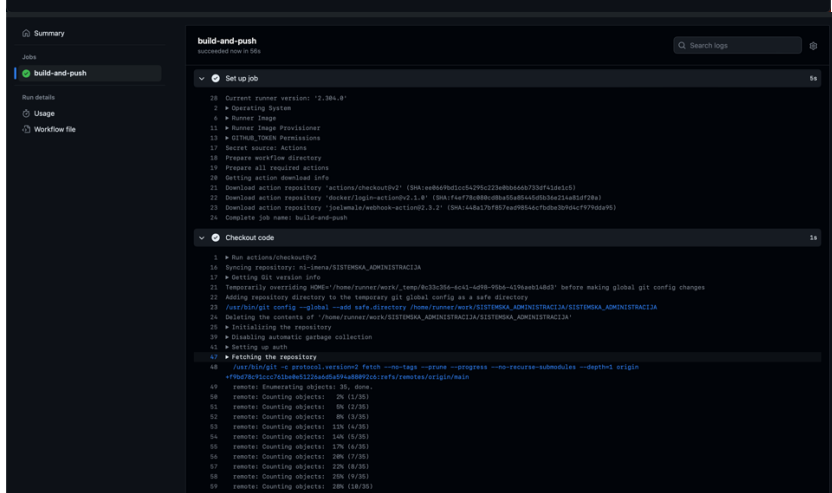 Summary
Jobs
build-and-push
Run details
Usage
Workflow file
build-and-push
succeeded now in 56s
Search logs
Set up job 5s
20 Current runner version: '2.304.0'
2 ▶ Operating System
6 ▶ Runner Image
11 ▶ Runner Image Provisioner
13 ▶ GITHUB_TOKEN Permissions
17 Secret source: Actions
18 Prepare workflow directory
19 Prepare all required actions
20 Getting action download info
21 Download action repository 'actions/checkout@v2'
22 Download action repository 'docker/login-action@v2.1.0'
23 Download action repository 'joelwmale/webhook-action@2.3.2'
24 Complete job name: build-and-push
Checkout code 1s
1 ▶ Run actions/checkout@v2
16 Syncing repository: ni-imena/SISTEMSKA_ADMINISTRACIJA
17 ▶ Getting Git version info
21 Temporarily overriding HOME= before making global git config changes
22 Adding repository directory to the temporary git global config as a safe directory
23 /usr/bin/git config --global --add safe.directory /home/runner/work/SISTEMSKA_ADMINISTRACIJA/SISTEMSKA_ADMINISTRACIJA
24 Deleting the contents of '/home/runner/work/SISTEMSKA_ADMINISTRACIJA/SISTEMSKA_ADMINISTRACIJA'
25 ▶ Initializing the repository
39 ▶ Disabling automatic garbage collection
41 ▶ Setting up auth
47 ▶ Fetching the repository
48 /usr/bin/git -c protocol.version=2 fetch --no-tags --prune --progress --no-recurse-submodules --depth=1 origin
49 remote: Enumerating objects: 35, done.
50 remote: Counting objects: 2% (1/35)
51 remote: Counting objects: 5% (2/35)
52 remote: Counting objects: 8% (3/35)
53 remote: Counting objects: 11% (4/35)
54 remote: Counting objects: 14% (5/35)
55 remote: Counting objects: 17% (6/35)
56 remote: Counting objects: 20% (7/35)
57 remote: Counting objects: 22% (8/35)
58 remote: Counting objects: 25% (9/35)
59 remote: Counting objects: 28% (10/35)